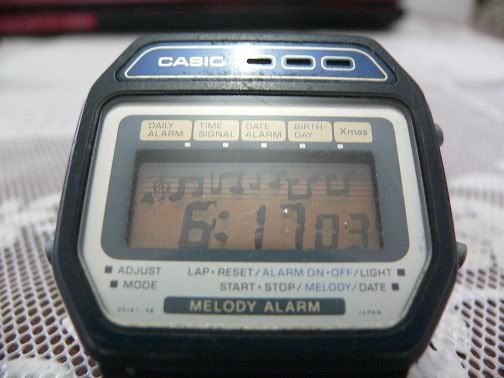 CASIO
DAILY ALARM TIME SIGNAL DATE ALARM BIRTH-DAY Xmas
6:17 03
ADJUST LAP•RESET/ALARM ON•OFF/LIGHT
MODE START•STOP/MELODY/DATE
MELODY ALARM
JAPAN